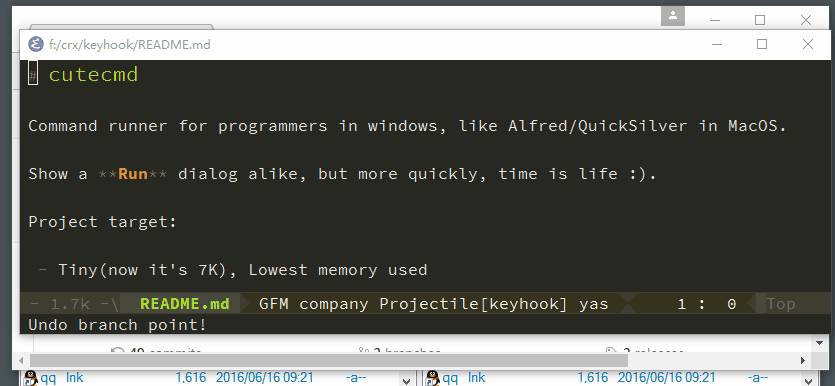 f:/crx/keyhook/README.md
# cutecmd
Command runner for programmers in windows, like Alfred/QuickSilver in MacOS.
Show a **Run** dialog alike, but more quickly, time is life :).
Project target:
- Tiny(now it's 7K), Lowest memory used
- 1.7k -\ README.md GFM company Projectile[keyhook] yas 1 : 0 Top
Undo branch point!
commits branches releases
qq lnk 1,616 2016/06/16 09:21 -a-- qq lnk 1,616 2016/06/16 09:21